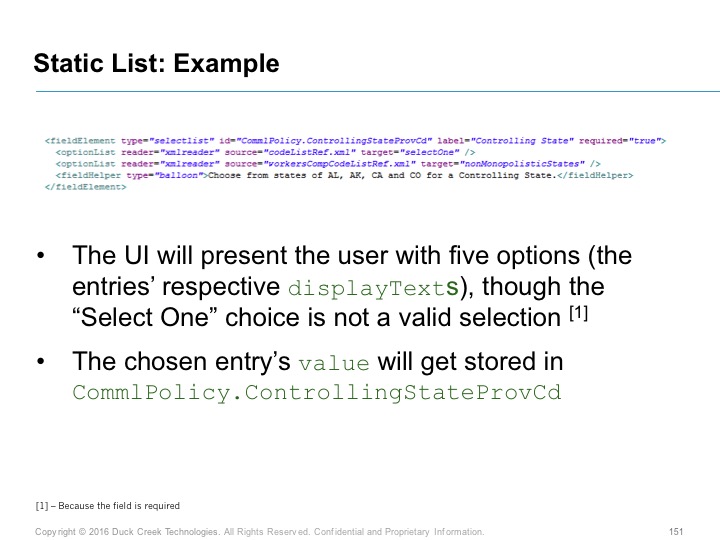 Static List: Example
<fieldElement type="selectlist" id="CommlPolicy.ControllingStateProvCd" label="Controlling State" required="true">
<optionList reader="xmlreader" source="codeListRef.xml" target="selectOne" />
<optionList reader="xmlreader" source="workersCompCodeListRef.xml" target="nonMonopolisticStates" />
<fieldHelper type="balloon">Choose from states of AL, AK, CA and CO for a Controlling State.</fieldHelper>
</fieldElement>
• The UI will present the user with five options (the
entries’ respective displayTexts), though the
“Select One” choice is not a valid selection [1]
• The chosen entry’s value will get stored in
CommlPolicy.ControllingStateProvCd
[1] – Because the field is required
Copyright © 2016 Duck Creek Technologies. All Rights Reserved. Confidential and Proprietary Information. 151